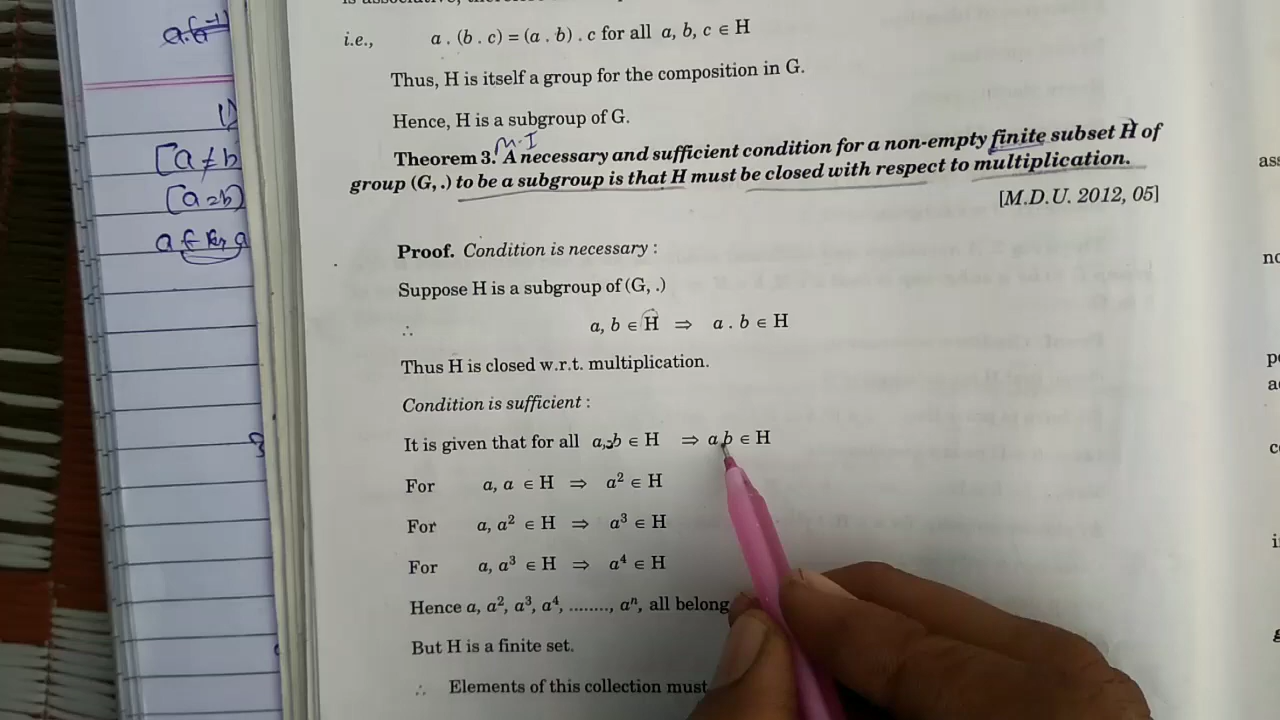 i.e., a . (b . c) = (a . b) . c for all a, b, c ∈ H
Thus, H is itself a group for the composition in G.
Hence, H is a subgroup of G.
M.I
Theorem 3. A necessary and sufficient condition for a non-empty finite subset H of
group (G, .) to be a subgroup is that H must be closed with respect to multiplication.
[M.D.U. 2012, 05]
Proof. Condition is necessary :
Suppose H is a subgroup of (G, .)
∴ a, b ∈ H ⇒ a . b ∈ H
Thus H is closed w.r.t. multiplication.
Condition is sufficient :
It is given that for all a, b ∈ H ⇒ a b ∈ H
For a, a ∈ H ⇒ a² ∈ H
For a, a² ∈ H ⇒ a³ ∈ H
For a, a³ ∈ H ⇒ a⁴ ∈ H
Hence a, a², a³, a⁴, ........, aⁿ, all belong
But H is a finite set.
∴ Elements of this collection must
[a ≠ b
[a = b)